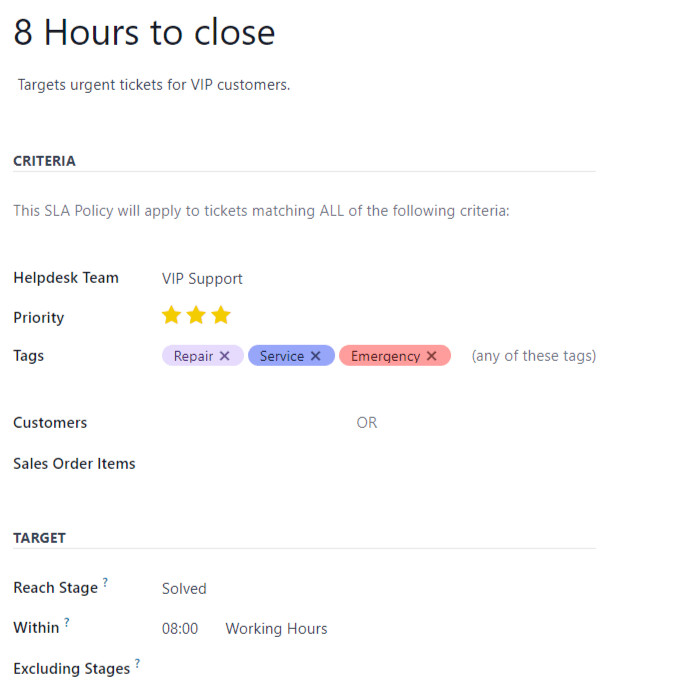 8 Hours to close
Targets urgent tickets for VIP customers.
CRITERIA
This SLA Policy will apply to tickets matching ALL of the following criteria:
Helpdesk Team VIP Support
Priority
Tags Repair ✕ Service ✕ Emergency ✕ (any of these tags)
Customers OR
Sales Order Items
TARGET
Reach Stage ? Solved
Within ? 08:00 Working Hours
Excluding Stages ?